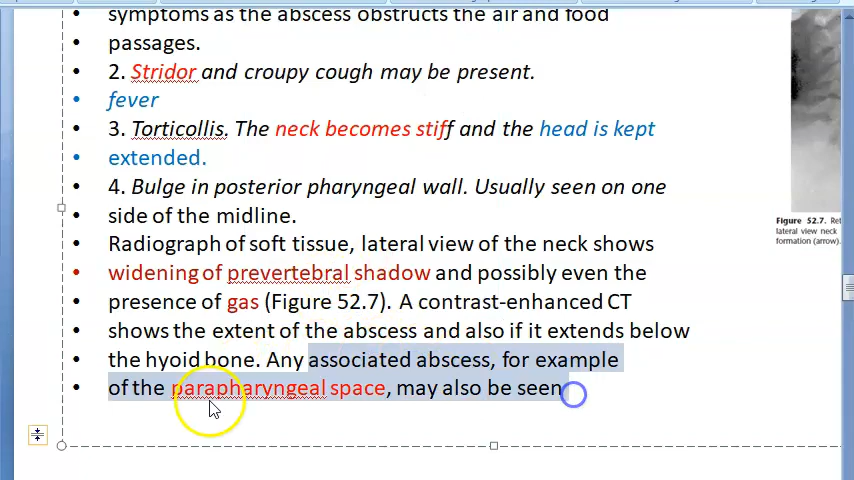 symptoms as the abscess obstructs the air and food
passages.
2. Stridor and croupy cough may be present.
fever
3. Torticollis. The neck becomes stiff and the head is kept
extended.
4. Bulge in posterior pharyngeal wall. Usually seen on one
side of the midline.
Radiograph of soft tissue, lateral view of the neck shows
widening of prevertebral shadow and possibly even the
presence of gas (Figure 52.7). A contrast-enhanced CT
shows the extent of the abscess and also if it extends below
the hyoid bone. Any associated abscess, for example
of the parapharyngeal space, may also be seen
Figure 52.7. Ret
lateral view neck
formation (arrow).